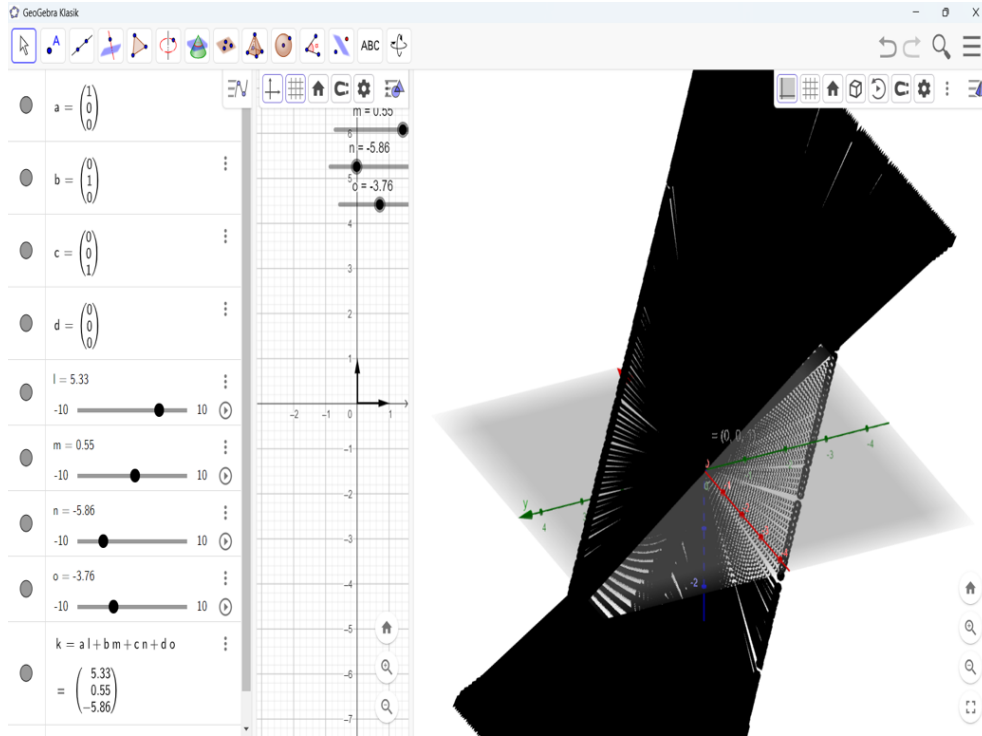 GeoGebra Klasik
ABC
a = (1 0 0)
b = (0 1 0)
c = (0 0 1)
d = (0 0 0)
l = 5.33
-10 10
m = 0.55
-10 10
n = -5.86
-10 10
o = -3.76
-10 10
k = a l + b m + c n + d o
= (5.33 0.55 -5.86)
m = 0.55
6
n = -5.86
5
o = -3.76
4
3
2
1
-2 -1 0 1
-1
-2
-3
-4
-5
-6
-7
= (0, 0, 1)
-4
-3
y
4
-2